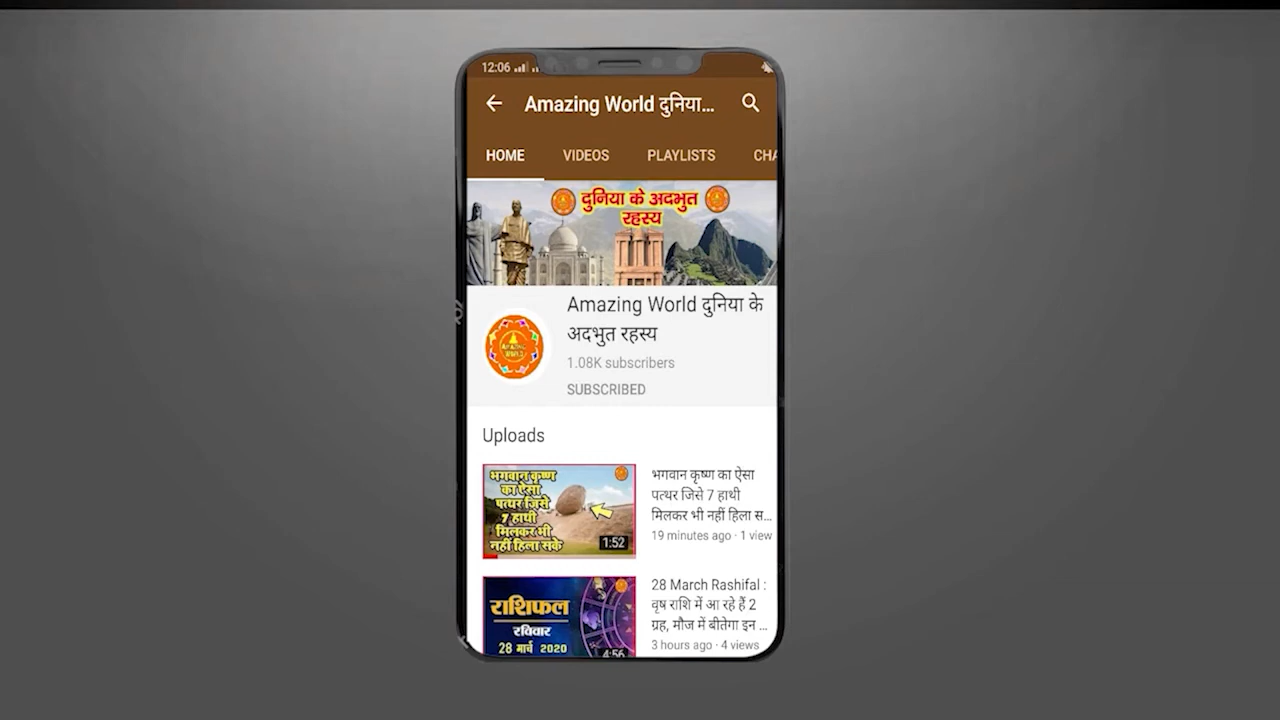 12:06
Amazing World दुनिया...
HOME VIDEOS PLAYLISTS CHA
दुनिया के अदभुत
रहस्य
Amazing World दुनिया के
अदभुत रहस्य
AMAZING
WORLD
1.08K subscribers
SUBSCRIBED
Uploads
भगवान कृष्ण
का ऐसा
पत्थर जिसे
7 हाथी
मिलकर भी
नहीं हिला सके
1:52
भगवान कृष्ण का ऐसा
पत्थर जिसे 7 हाथी
मिलकर भी नहीं हिला स...
19 minutes ago · 1 view
राशिफल
रविवार
28 मार्च 2020
4:56
28 March Rashifal :
वृष राशि में आ रहे हैं 2
ग्रह, मौज में बीतेगा इन ...
3 hours ago · 4 views